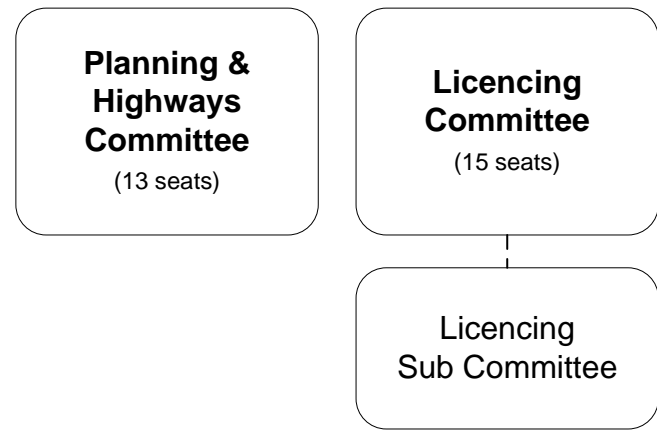 Planning &
Highways
Committee
(13 seats)
Licencing
Committee
(15 seats)
Licencing
Sub Committee